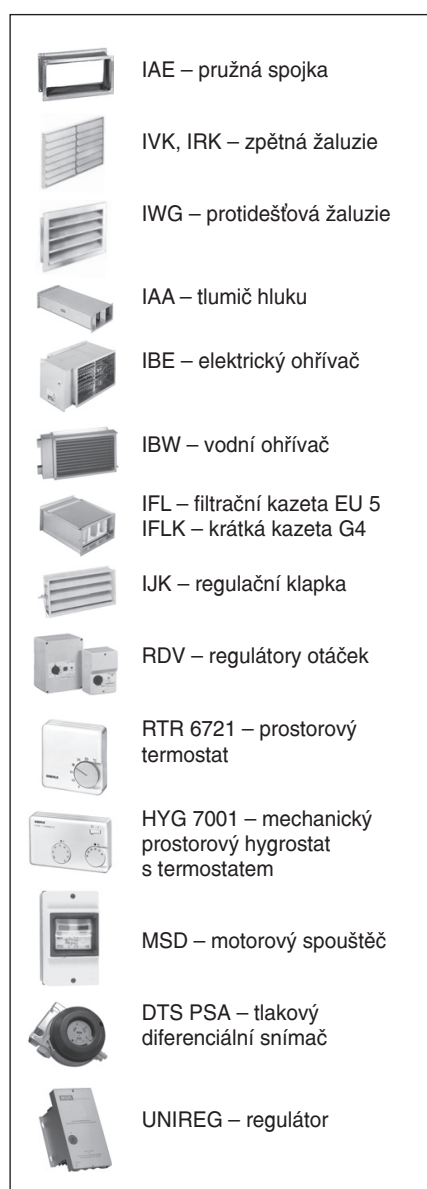 IAE – pružná spojka
IVK, IRK – zpětná žaluzie
IWG – protidešťová žaluzie
IAA – tlumič hluku
IBE – elektrický ohřívač
IBW – vodní ohřívač
IFL – filtrační kazeta EU 5
IFLK – krátká kazeta G4
IJK – regulační klapka
RDV – regulátory otáček
RTR 6721 – prostorový
termostat
HYG 7001 – mechanický
prostorový hygrostat
s termostatem
MSD – motorový spouštěč
DTS PSA – tlakový
diferenciální snímač
UNIREG – regulátor